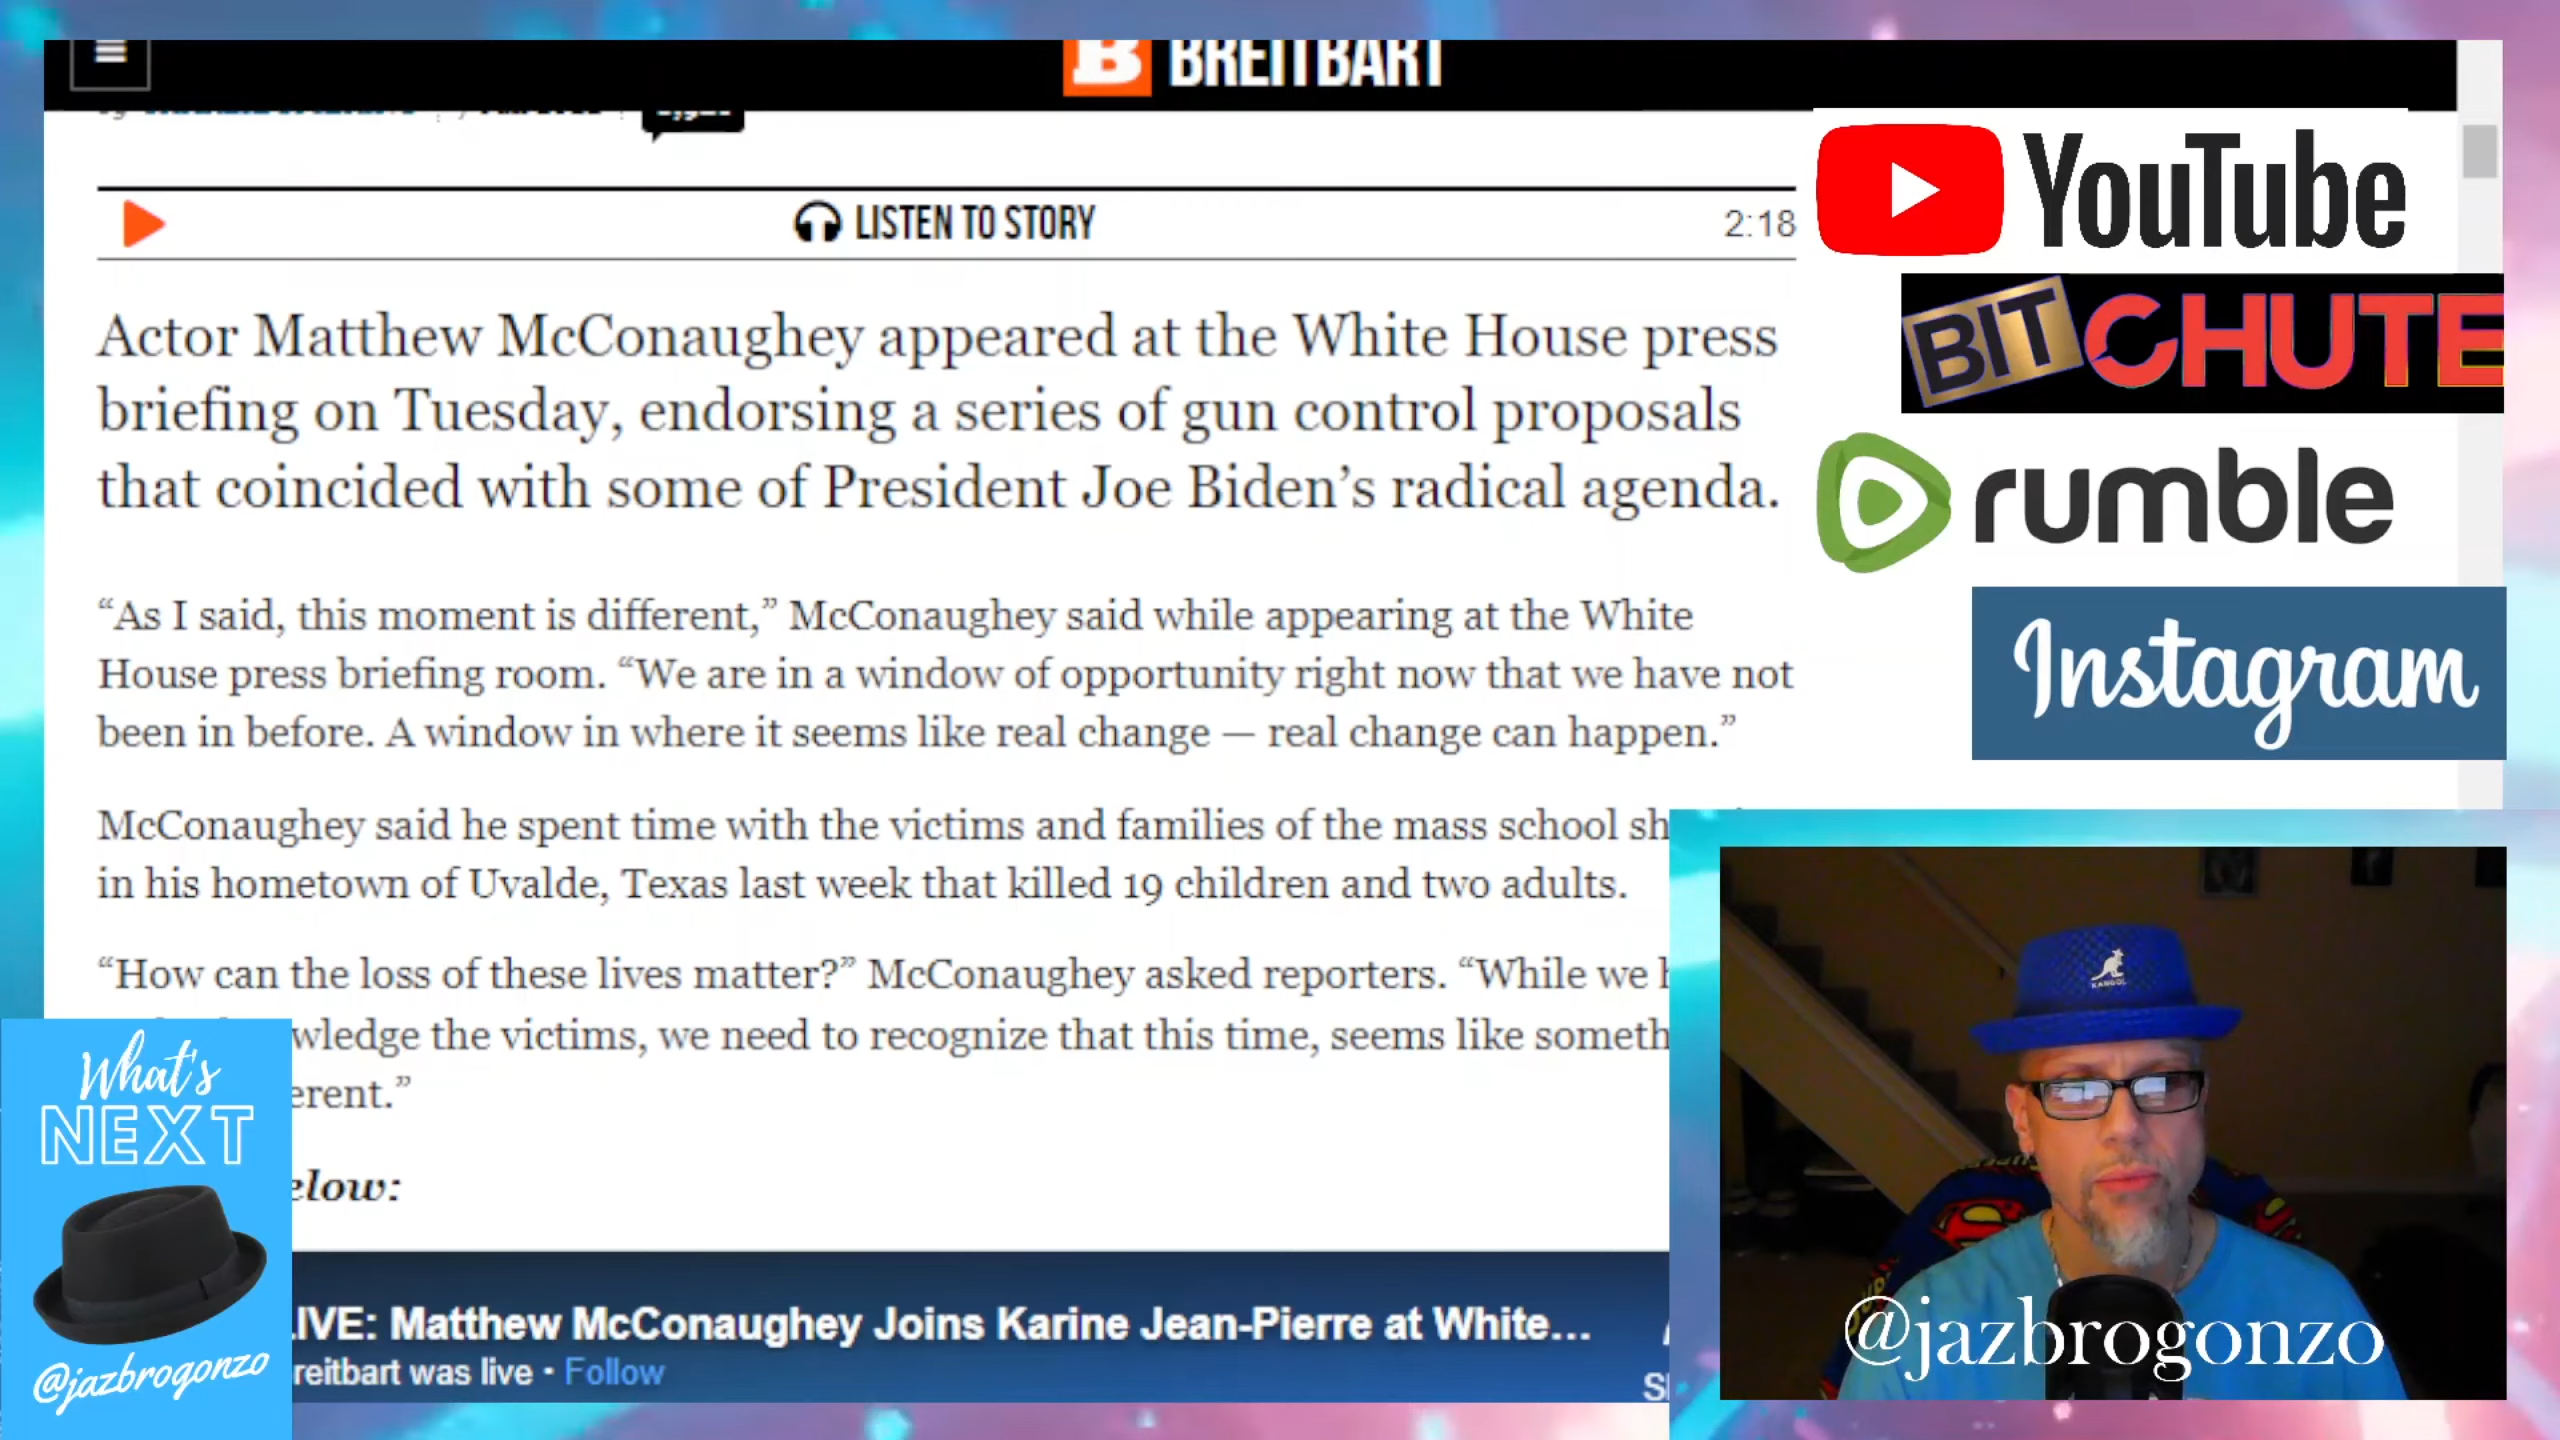 BREITBART
LISTEN TO STORY
2:18
Actor Matthew McConaughey appeared at the White House press
briefing on Tuesday, endorsing a series of gun control proposals
that coincided with some of President Joe Biden’s radical agenda.
“As I said, this moment is different,” McConaughey said while appearing at the White
House press briefing room. “We are in a window of opportunity right now that we have not
been in before. A window in where it seems like real change — real change can happen.”
McConaughey said he spent time with the victims and families of the mass school sh
in his hometown of Uvalde, Texas last week that killed 19 children and two adults.
“How can the loss of these lives matter?” McConaughey asked reporters. “While we h
wledge the victims, we need to recognize that this time, seems like someth
erent.”
elow:
LIVE: Matthew McConaughey Joins Karine Jean-Pierre at White...
reitbart was live · Follow
YouTube
BITCHUTE
rumble
Instagram
What's
NEXT
@jazbrogonzo
KANGOL
@jazbrogonzo